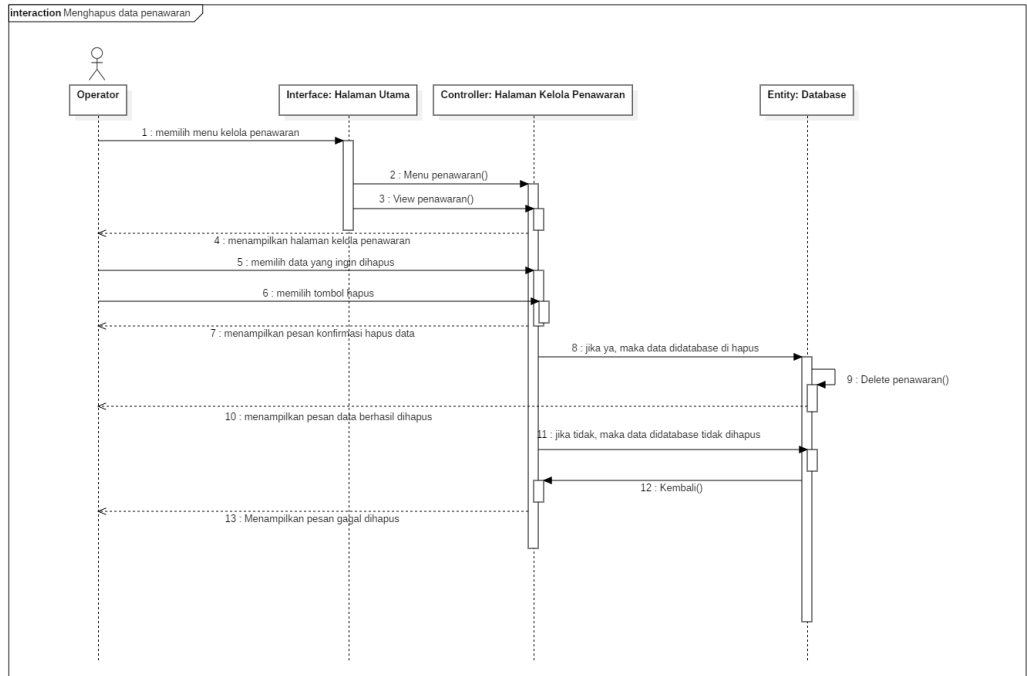 interaction Menghapus data penawaran
Operator
Interface: Halaman Utama
Controller: Halaman Kelola Penawaran
Entity: Database
1 : memilih menu kelola penawaran
2 : Menu penawaran()
3 : View penawaran()
4 : menampilkan halaman kelola penawaran
5 : memilih data yang ingin dihapus
6 : memilih tombol hapus
7 : menampilkan pesan konfirmasi hapus data
8 : jika ya, maka data didatabase di hapus
9 : Delete penawaran()
10 : menampilkan pesan data berhasil dihapus
11 : jika tidak, maka data didatabase tidak dihapus
12 : Kembali()
13 : Menampilkan pesan gagal dihapus